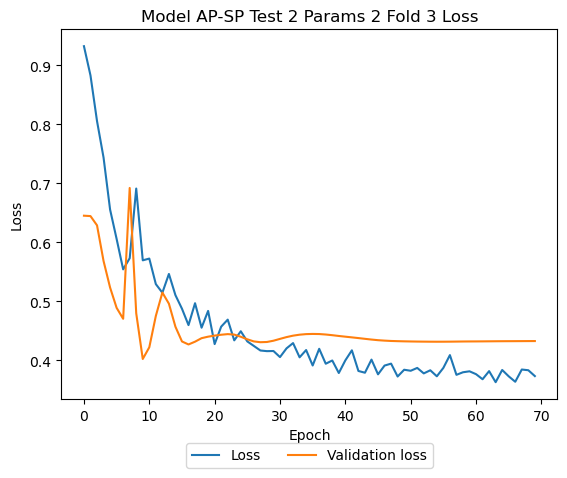 Model AP-SP Test 2 Params 2 Fold 3 Loss
0.9
0.8
0.7
0.6
0.5
0.4
Loss
0 10 20 30 40 50 60 70
Epoch
Loss Validation loss